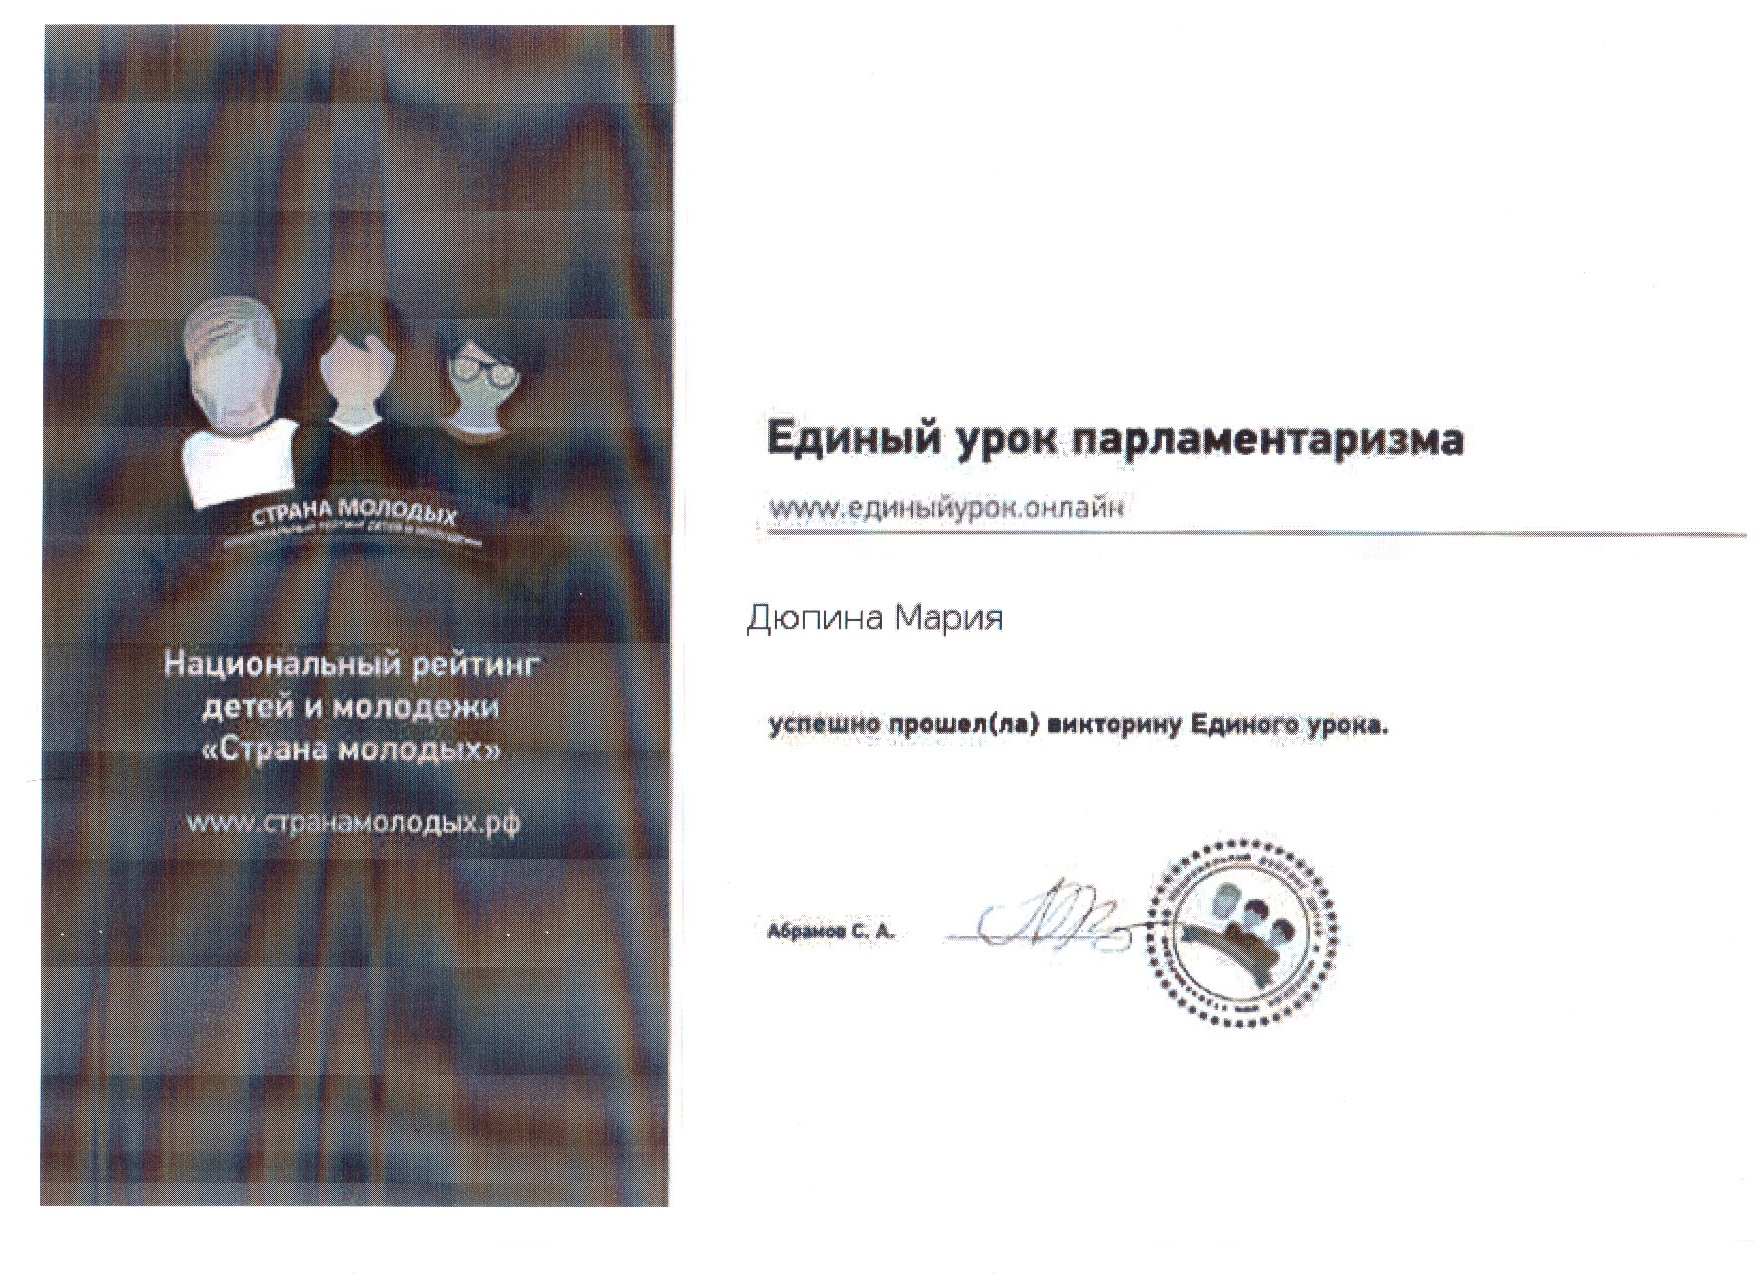 СТРАНА МОЛОДЫХ
Национальный рейтинг
детей и молодежи
«Страна молодых»
www.странамолодых.рф
Единый урок парламентаризма
www.единыйурок.онлайн
Дюпина Мария
успешно прошел(ла) викторину Единого урока.
Абрамов С. А.